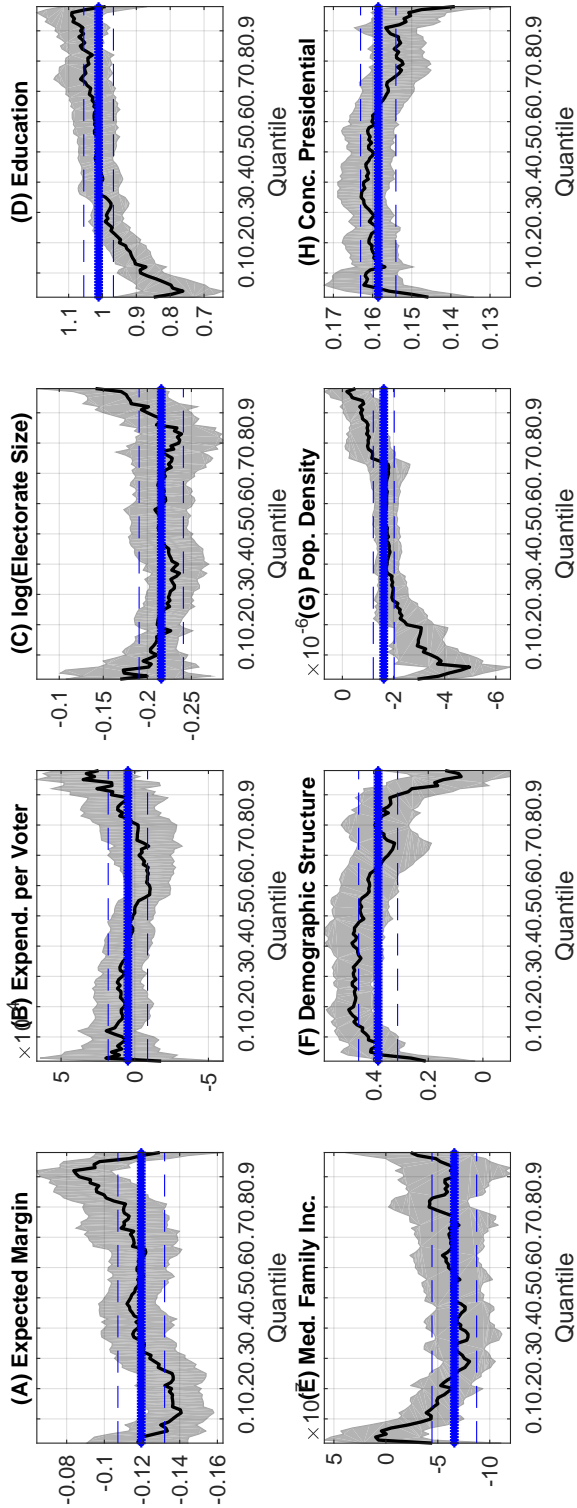 (A) Expected Margin
-0.08
-0.1
-0.12
-0.14
-0.16
0.10.20.30.40.50.60.70.80.9
Quantile
(B) Expend. per Voter
5
0
-5
0.10.20.30.40.50.60.70.80.9
Quantile
(C) log(Electorate Size)
-0.1
-0.15
-0.2
-0.25
0.10.20.30.40.50.60.70.80.9
Quantile
(D) Education
1.1
1
0.9
0.8
0.7
0.10.20.30.40.50.60.70.80.9
Quantile
×10 (E) Med. Family Inc.
5
0
-5
-10
0.10.20.30.40.50.60.70.80.9
Quantile
(F) Demographic Structure
0.4
0.2
0
0.10.20.30.40.50.60.70.80.9
Quantile
×10⁻⁶(G) Pop. Density
0
-2
-4
-6
0.10.20.30.40.50.60.70.80.9
Quantile
(H) Conc. Presidential
0.17
0.16
0.15
0.14
0.13
0.10.20.30.40.50.60.70.80.9
Quantile